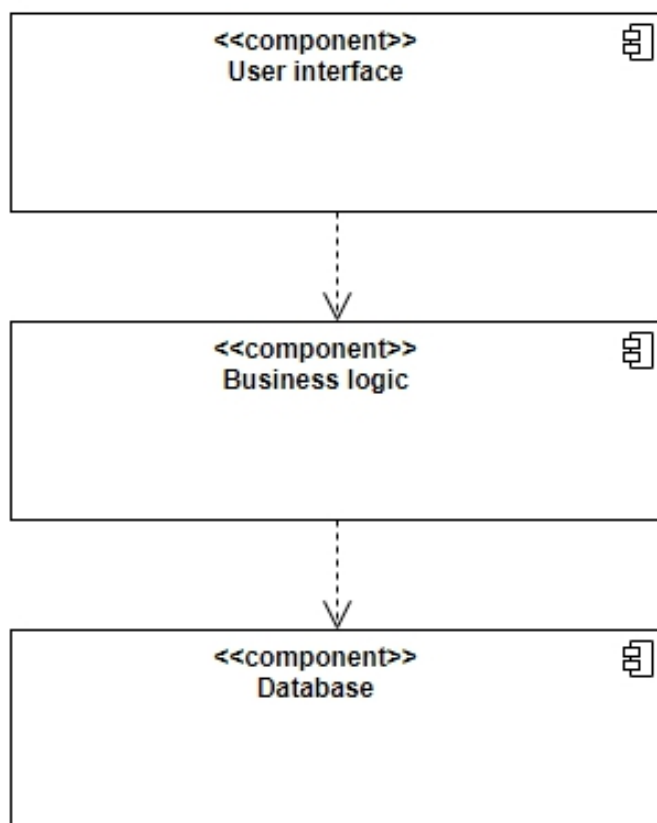 <<component>>
User interface
<<component>>
Business logic
<<component>>
Database